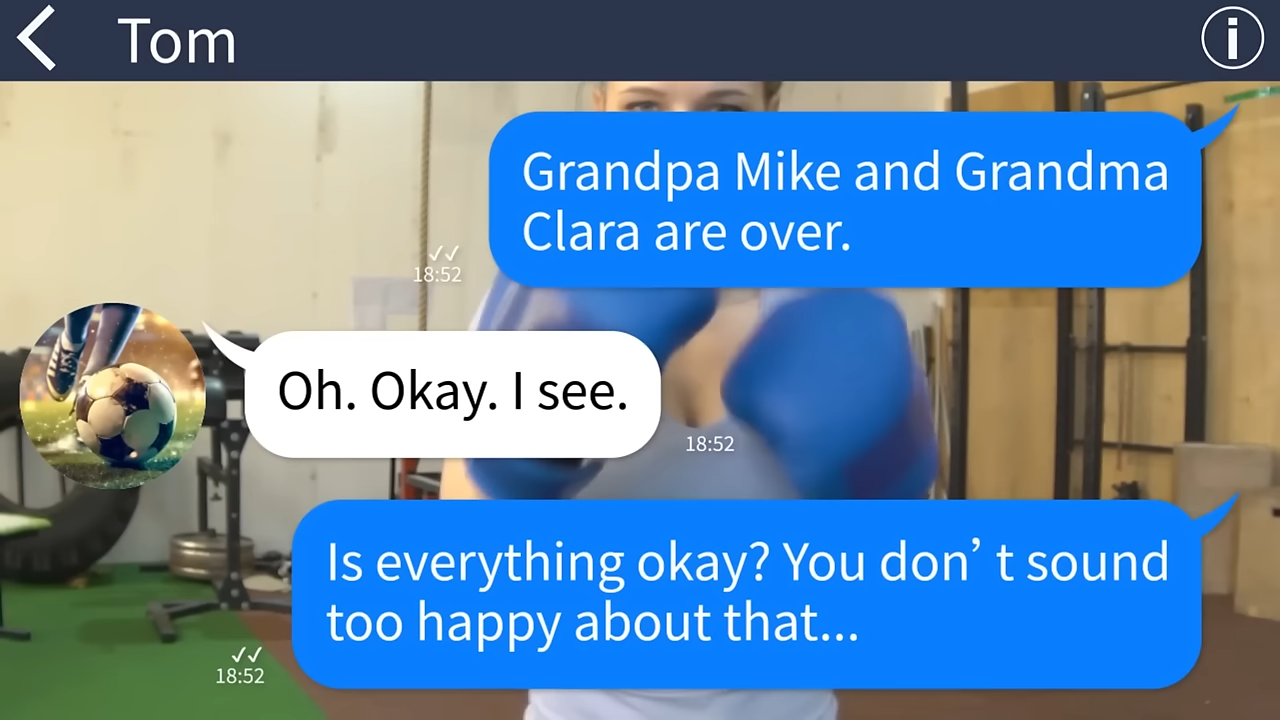 Tom
Grandpa Mike and Grandma
Clara are over.
✓✓
18:52
Oh. Okay. I see.
18:52
Is everything okay? You don’ t sound
too happy about that...
✓✓
18:52